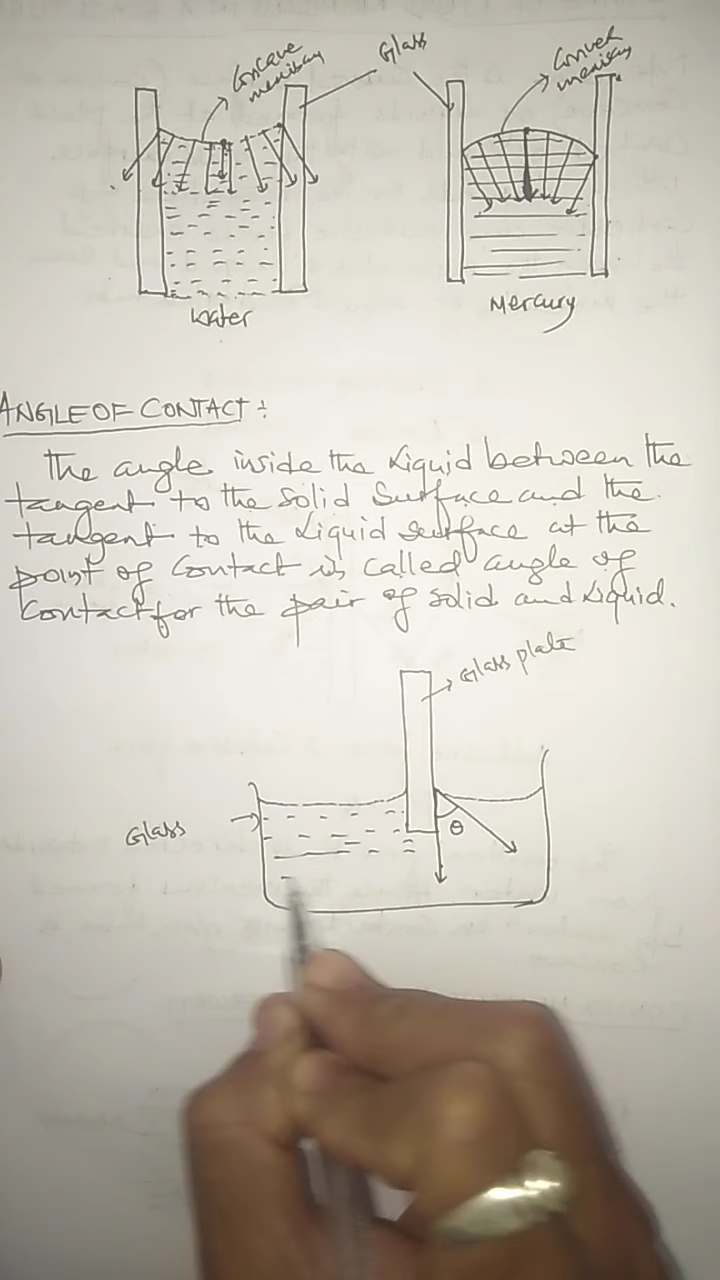 Concave Glass Convex
meniscus meniscus
Water Mercury
ANGLE OF CONTACT :
The angle inside the Liquid between the
tangent to the solid Surface and the
tangent to the Liquid surface at the
point of Contact is called angle of
Contact for the pair of solid and Liquid.
Glass plate
Glass
θ